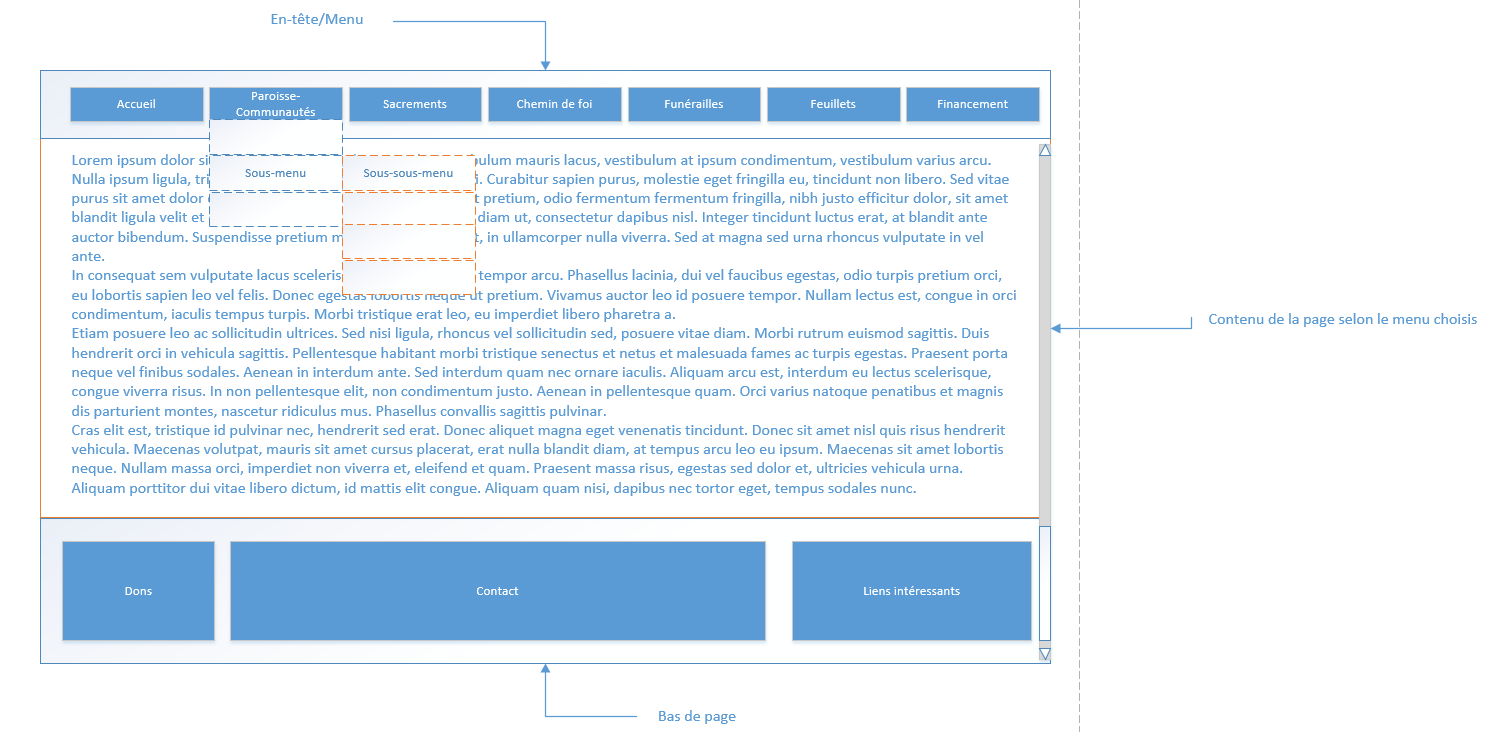 En-tête/Menu
Accueil
Paroisse-
Communautés
Sacrements
Chemin de foi
Funérailles
Feuillets
Financement
Lorem ipsum dolor si bulum mauris lacus, vestibulum at ipsum condimentum, vestibulum varius arcu.
Sous-menu
Sous-sous-menu
Nulla ipsum ligula, tri i. Curabitur sapien purus, molestie eget fringilla eu, tincidunt non libero. Sed vitae
purus sit amet dolor t pretium, odio fermentum fermentum fringilla, nibh justo efficitur dolor, sit amet
blandit ligula velit et diam ut, consectetur dapibus nisl. Integer tincidunt luctus erat, at blandit ante
auctor bibendum. Suspendisse pretium m t, in ullamcorper nulla viverra. Sed at magna sed urna rhoncus vulputate in vel
ante.
In consequat sem vulputate lacus sceleris tempor arcu. Phasellus lacinia, dui vel faucibus egestas, odio turpis pretium orci,
eu lobortis sapien leo vel felis. Donec egestas lobortis neque ut pretium. Vivamus auctor leo id posuere tempor. Nullam lectus est, congue in orci
condimentum, iaculis tempus turpis. Morbi tristique erat leo, eu imperdiet libero pharetra a.
Etiam posuere leo ac sollicitudin ultrices. Sed nisi ligula, rhoncus vel sollicitudin sed, posuere vitae diam. Morbi rutrum euismod sagittis. Duis
hendrerit orci in vehicula sagittis. Pellentesque habitant morbi tristique senectus et netus et malesuada fames ac turpis egestas. Praesent porta
neque vel finibus sodales. Aenean in interdum ante. Sed interdum quam nec ornare iaculis. Aliquam arcu est, interdum eu lectus scelerisque,
congue viverra risus. In non pellentesque elit, non condimentum justo. Aenean in pellentesque quam. Orci varius natoque penatibus et magnis
dis parturient montes, nascetur ridiculus mus. Phasellus convallis sagittis pulvinar.
Cras elit est, tristique id pulvinar nec, hendrerit sed erat. Donec aliquet magna eget venenatis tincidunt. Donec sit amet nisl quis risus hendrerit
vehicula. Maecenas volutpat, mauris sit amet cursus placerat, erat nulla blandit diam, at tempus arcu leo eu ipsum. Maecenas sit amet lobortis
neque. Nullam massa orci, imperdiet non viverra et, eleifend et quam. Praesent massa risus, egestas sed dolor et, ultricies vehicula urna.
Aliquam porttitor dui vitae libero dictum, id mattis elit congue. Aliquam quam nisi, dapibus nec tortor eget, tempus sodales nunc.
Contenu de la page selon le menu choisis
Dons
Contact
Liens intéressants
Bas de page